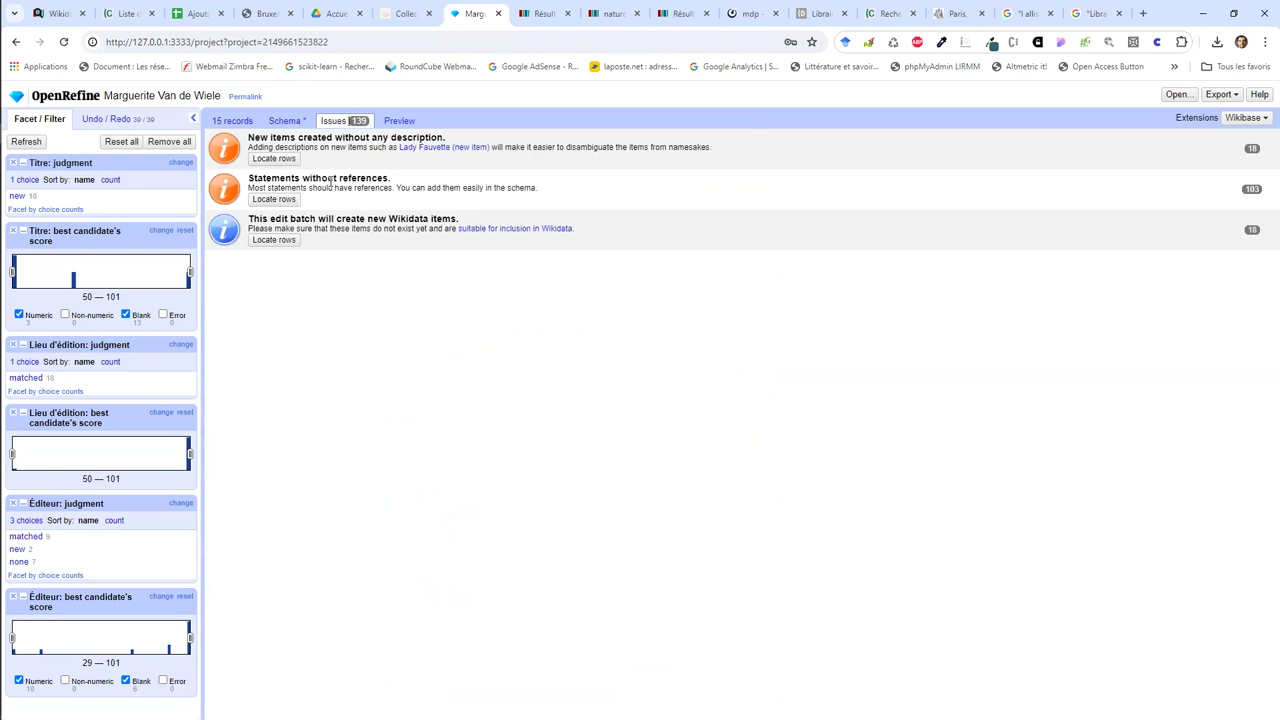 Wikid
Liste d
Ajouts
Bruxel
Accue
Collec
Margu
Résult
nature
Résult
mdp -
Librai
Reche
Paris,
"l allis
"Libra
http://127.0.0.1:3333/project?project=2149661523822
Applications
Document : Les rése...
Webmail Zimbra Fre...
scikit-learn - Recher...
RoundCube Webma...
Google AdSense - R...
laposte.net : adress...
Google Analytics | S...
Littérature et savoir...
phpMyAdmin LIRMM
Altmetric it!
Open Access Button
Tous les favoris
OpenRefine Marguerite Van de Wiele Permalink
Open... Export Help
Facet / Filter Undo / Redo 39 / 39
15 records Schema * Issues 139 Preview
Extensions Wikibase
Refresh Reset all Remove all
Titre: judgment change
1 choice Sort by: name count
new 18
Facet by choice counts
Titre: best candidate's score change reset
50 — 101
Numeric 3 Non-numeric 0 Blank 13 Error 0
Lieu d'édition: judgment change
1 choice Sort by: name count
matched 18
Facet by choice counts
Lieu d'édition: best candidate's score change reset
50 — 101
Éditeur: judgment change
3 choices Sort by: name count
matched 9
new 2
none 7
Facet by choice counts
Éditeur: best candidate's score change reset
29 — 101
Numeric 10 Non-numeric 0 Blank 6 Error 0
New items created without any description.
Adding descriptions on new items such as Lady Fauvette (new item) will make it easier to disambiguate the items from namesakes.
18
Locate rows
Statements without references.
Most statements should have references. You can add them easily in the schema.
103
Locate rows
This edit batch will create new Wikidata items.
Please make sure that these items do not exist yet and are suitable for inclusion in Wikidata.
18
Locate rows